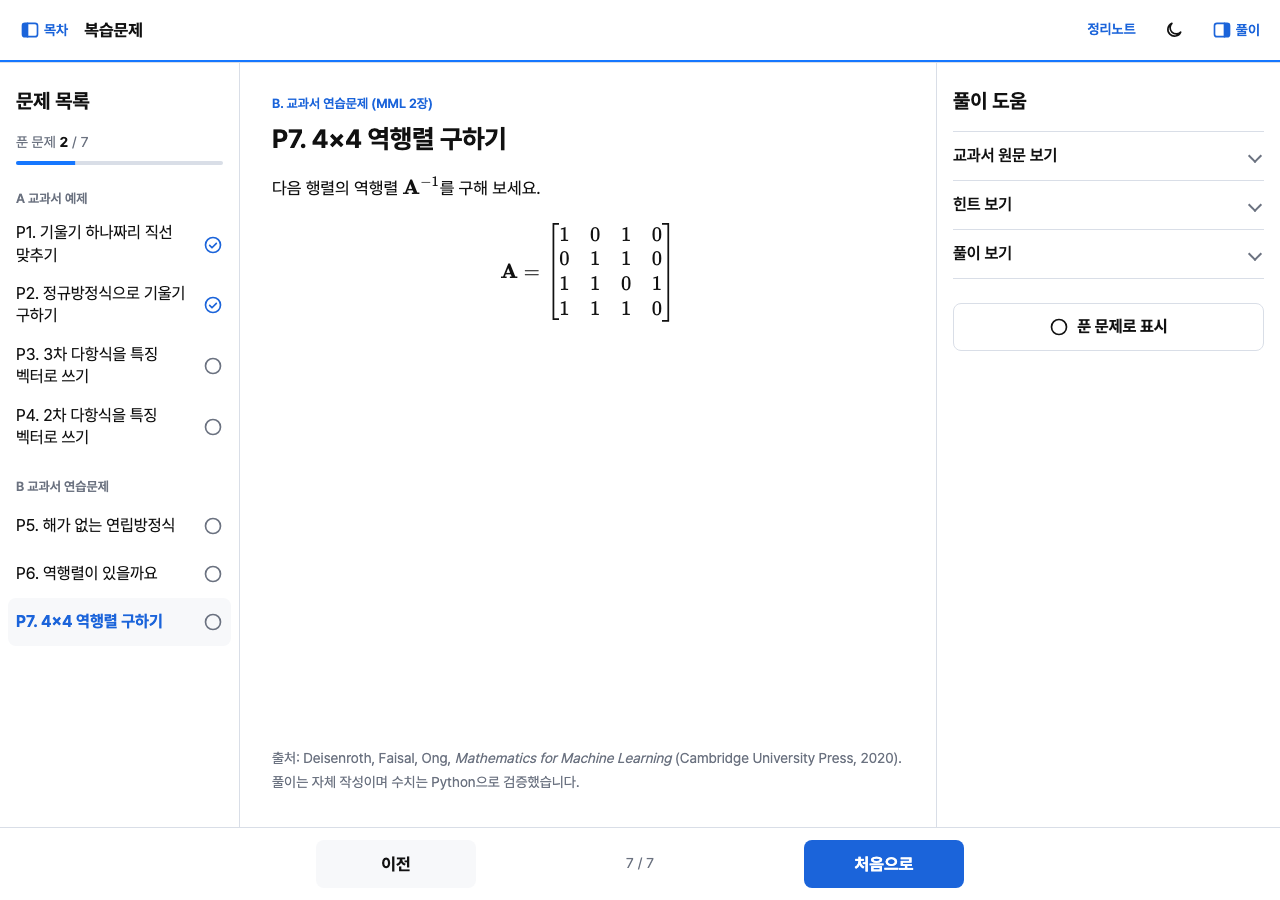 목차 복습문제 정리노트 풀이
문제 목록
푼 문제 2 / 7
A 교과서 예제
P1. 기울기 하나짜리 직선
맞추기
P2. 정규방정식으로 기울기
구하기
P3. 3차 다항식을 특징
벡터로 쓰기
P4. 2차 다항식을 특징
벡터로 쓰기
B 교과서 연습문제
P5. 해가 없는 연립방정식
P6. 역행렬이 있을까요
P7. 4×4 역행렬 구하기
B. 교과서 연습문제 (MML 2장)
P7. 4×4 역행렬 구하기
다음 행렬의 역행렬 A⁻¹를 구해 보세요.
A =
1 0 1 0
0 1 1 0
1 1 0 1
1 1 1 0
출처: Deisenroth, Faisal, Ong, Mathematics for Machine Learning (Cambridge University Press, 2020).
풀이는 자체 작성이며 수치는 Python으로 검증했습니다.
풀이 도움
교과서 원문 보기
힌트 보기
풀이 보기
푼 문제로 표시
이전 7 / 7 처음으로